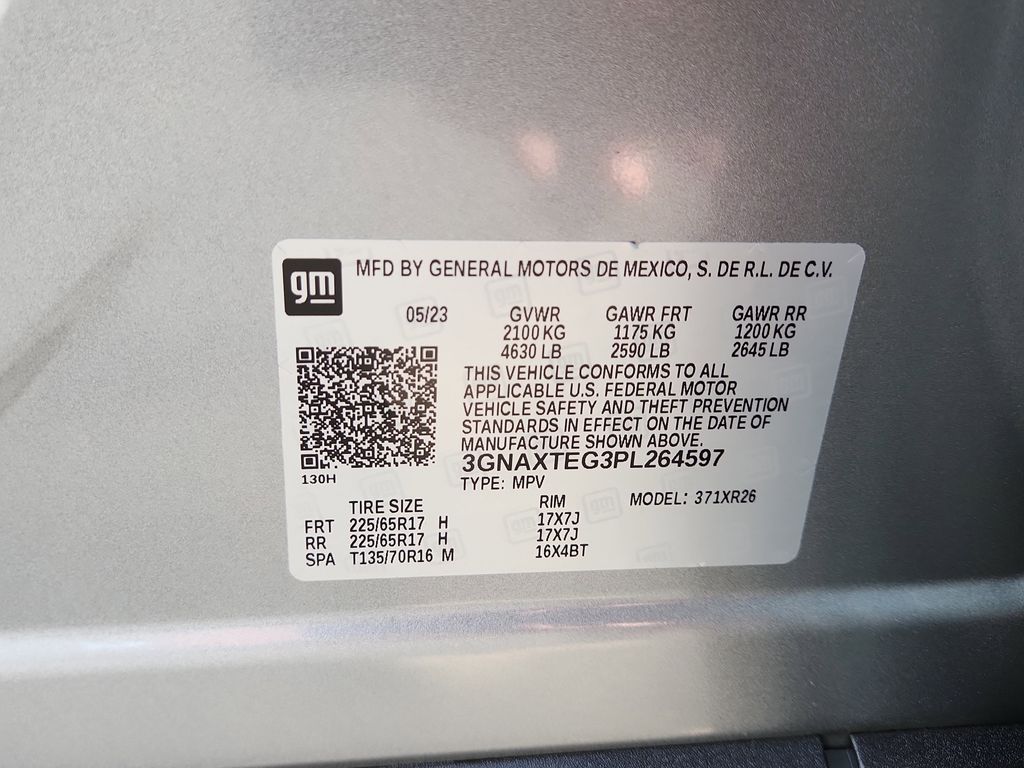 gm MFD BY GENERAL MOTORS DE MEXICO, S. DE R.L. DE C.V.
05/23 GVWR GAWR FRT GAWR RR
2100 KG 1175 KG 1200 KG
4630 LB 2590 LB 2645 LB
THIS VEHICLE CONFORMS TO ALL
APPLICABLE U.S. FEDERAL MOTOR
VEHICLE SAFETY AND THEFT PREVENTION
STANDARDS IN EFFECT ON THE DATE OF
MANUFACTURE SHOWN ABOVE.
3GNAXTEG3PL264597
130H
TYPE: MPV
TIRE SIZE RIM MODEL: 371XR26
FRT 225/65R17 H 17X7J
RR 225/65R17 H 17X7J
SPA T135/70R16 M 16X4BT